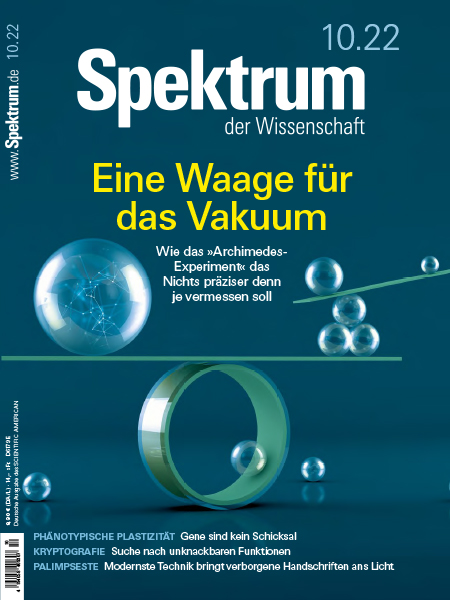 10.22
Spektrum
der Wissenschaft
Eine Waage für
das Vakuum
Wie das »Archimedes-
Experiment« das
Nichts präziser denn
je vermessen soll
PHÄNOTYPISCHE PLASTIZITÄT Gene sind kein Schicksal
KRYPTOGRAFIE Suche nach unknackbaren Funktionen
PALIMPSESTE Modernste Technik bringt verborgene Handschriften ans Licht
www.Spektrum.de 10.22
Deutsche Ausgabe des SCIENTIFIC AMERICAN